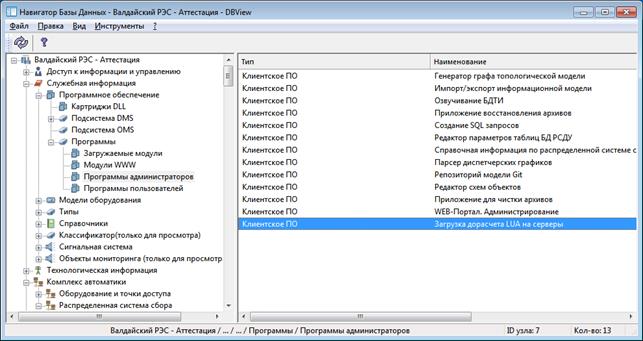 Навигатор Базы Данных - Валдайский РЭС - Аттестация - DBView
Файл Правка Вид Инструменты ?
Валдайский РЭС - Аттестация
Доступ к информации и управлению
Служебная информация
Программное обеспечение
Картриджи DLL
Подсистема DMS
Подсистема OMS
Программы
Загружаемые модули
Модули WWW
Программы администраторов
Программы пользователей
Модели оборудования
Типы
Справочники
Классификатор(только для просмотра)
Сигнальная система
Объекты мониторинга (только для просмотра)
Технологическая информация
Комплекс автоматики
Оборудование и точки доступа
Распределенная система сбора
Тип Наименование
Клиентское ПО Генератор графа топологической модели
Клиентское ПО Импорт/экспорт информационной модели
Клиентское ПО Озвучивание БДТИ
Клиентское ПО Приложение восстановления архивов
Клиентское ПО Создание SQL запросов
Клиентское ПО Редактор параметров таблиц БД РСДУ
Клиентское ПО Справочная информация по распределенной системе с
Клиентское ПО Парсер диспетчерских графиков
Клиентское ПО Репозиторий модели Git
Клиентское ПО Редактор схем объектов
Клиентское ПО Приложение для чистки архивов
Клиентское ПО WEB-Портал. Администрирование
Клиентское ПО Загрузка дорасчета LUA на серверы
Валдайский РЭС - Аттестация / ... / ... / Программы / Программы администраторов ID узла: 7 Кол-во: 13